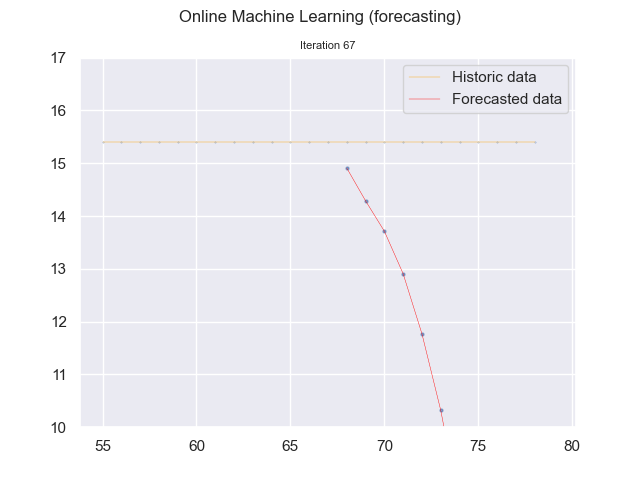 Online Machine Learning (forecasting)
Iteration 67
17
16
15
14
13
12
11
10
Historic data
Forecasted data
55 60 65 70 75 80